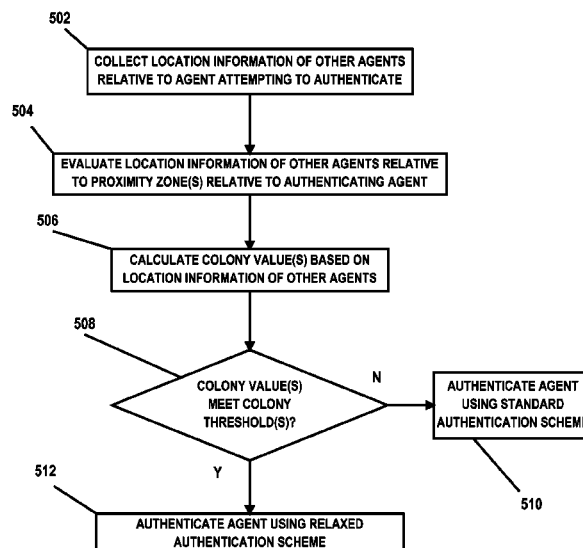 502
COLLECT LOCATION INFORMATION OF OTHER AGENTS
RELATIVE TO AGENT ATTEMPTING TO AUTHENTICATE
504
EVALUATE LOCATION INFORMATION OF OTHER AGENTS RELATIVE
TO PROXIMITY ZONE(S) RELATIVE TO AUTHENTICATING AGENT
506
CALCULATE COLONY VALUE(S) BASED ON
LOCATION INFORMATION OF OTHER AGENTS
508
COLONY VALUE(S)
MEET COLONY
THRESHOLD(S)?
N
AUTHENTICATE AGENT
USING STANDARD
AUTHENTICATION SCHEME
510
Y
512
AUTHENTICATE AGENT USING RELAXED
AUTHENTICATION SCHEME